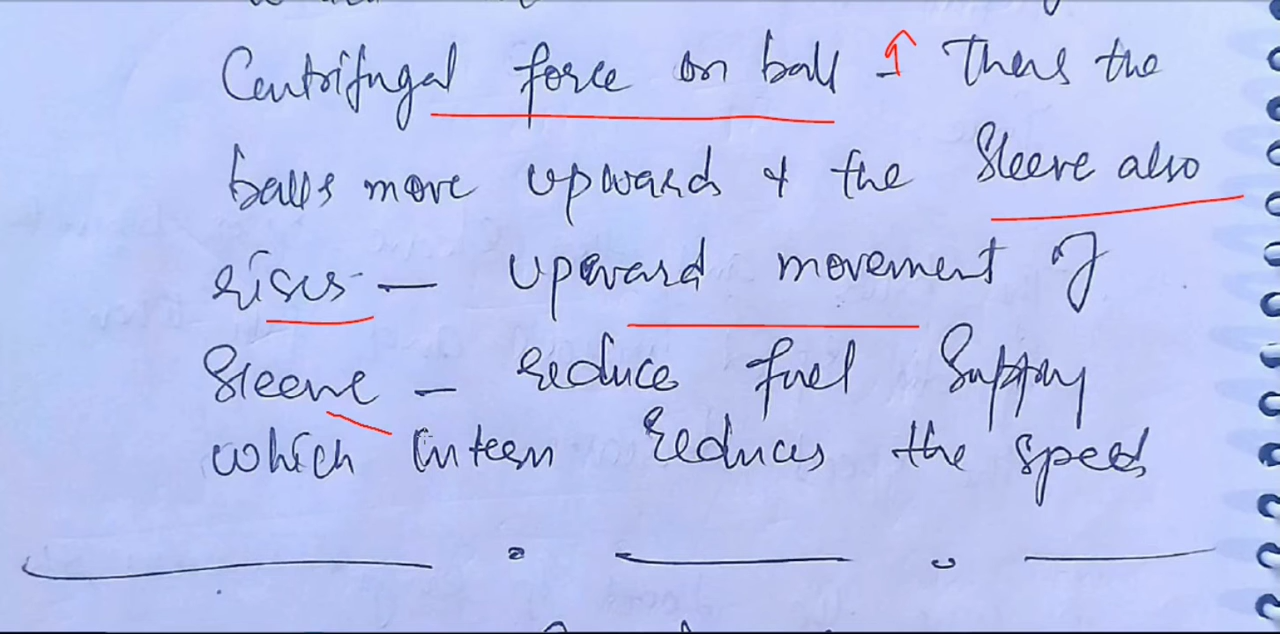 Centrifugal force on ball ↑ Thus the
balls move upwards & the Sleeve also
rises — upward movement of
Sleeve — reduce fuel Supply
which intern reduces the speed